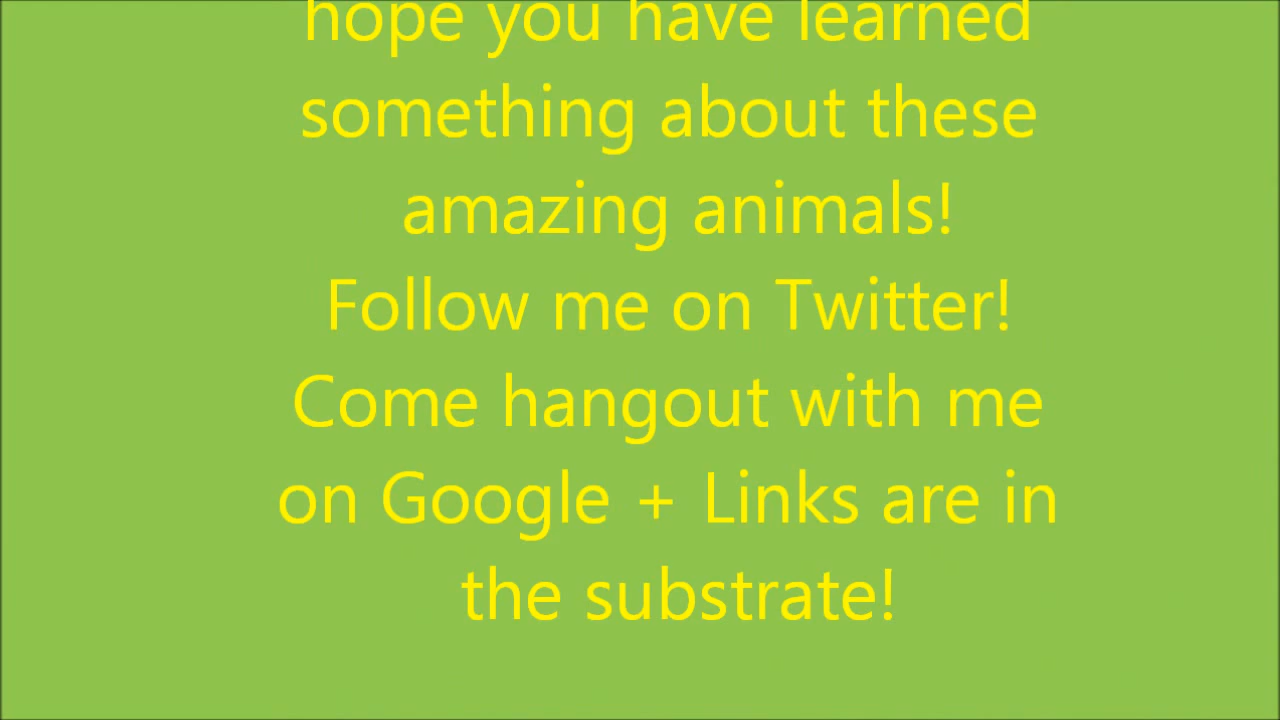 hope you have learned
something about these
amazing animals!
Follow me on Twitter!
Come hangout with me
on Google + Links are in
the substrate!